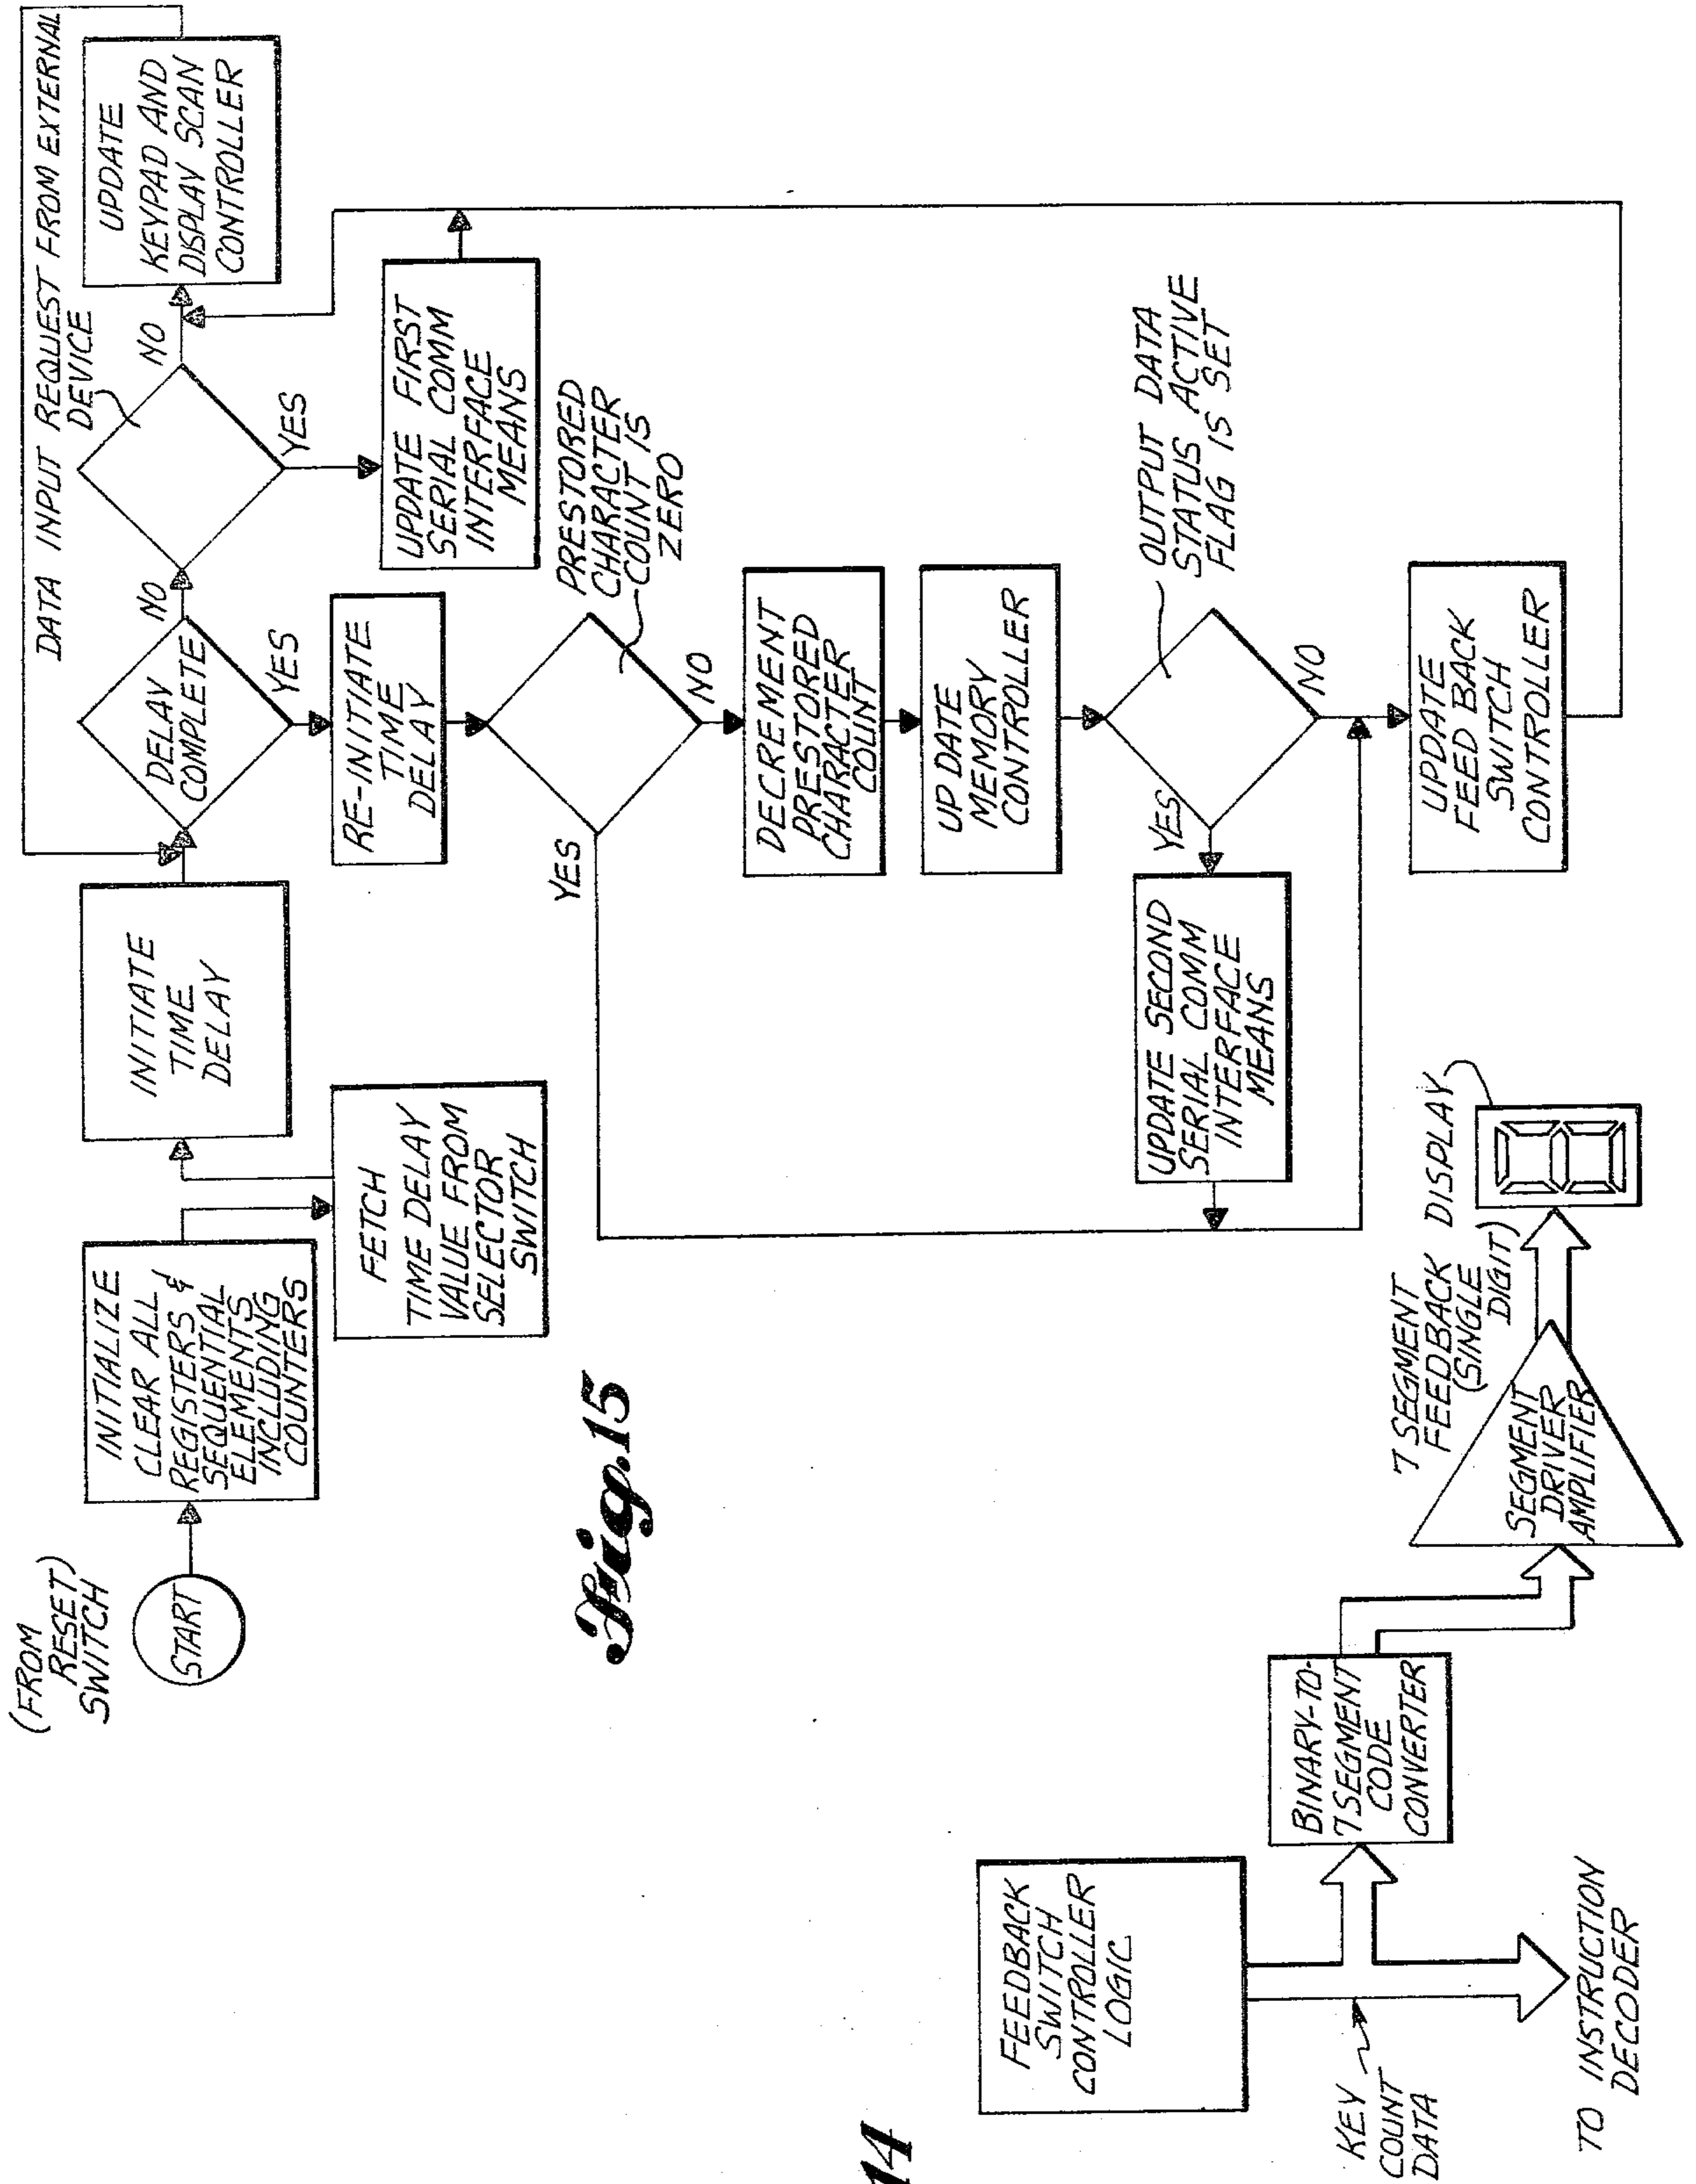 (FROM
RESET)
SWITCH
START
INITIALIZE
CLEAR ALL
REGISTERS &
SEQUENTIAL
ELEMENTS
INCLUDING
COUNTERS
FETCH
TIME DELAY
VALUE FROM
SELECTOR
SWITCH
INITIATE
TIME
DELAY
DELAY
COMPLETE
NO
YES
DATA INPUT REQUEST FROM EXTERNAL
DEVICE
NO
YES
UPDATE
KEYPAD AND
DISPLAY SCAN
CONTROLLER
UPDATE FIRST
SERIAL COMM
INTERFACE
MEANS
RE-INITIATE
TIME
DELAY
PRESTORED
CHARACTER
COUNT IS
ZERO
YES
NO
DECREMENT
PRESTORED
CHARACTER
COUNT
UP DATE
MEMORY
CONTROLLER
OUTPUT DATA
STATUS ACTIVE
FLAG IS SET
YES
NO
UPDATE SECOND
SERIAL COMM
INTERFACE
MEANS
UPDATE
FEED BACK
SWITCH
CONTROLLER
Fig. 15
FEEDBACK
SWITCH
CONTROLLER
LOGIC
KEY
COUNT
DATA
TO INSTRUCTION
DECODER
BINARY-TO-
7 SEGMENT
CODE
CONVERTER
SEGMENT
DRIVER
AMPLIFIER
7 SEGMENT
FEEDBACK DISPLAY
(SINGLE
DIGIT)
14